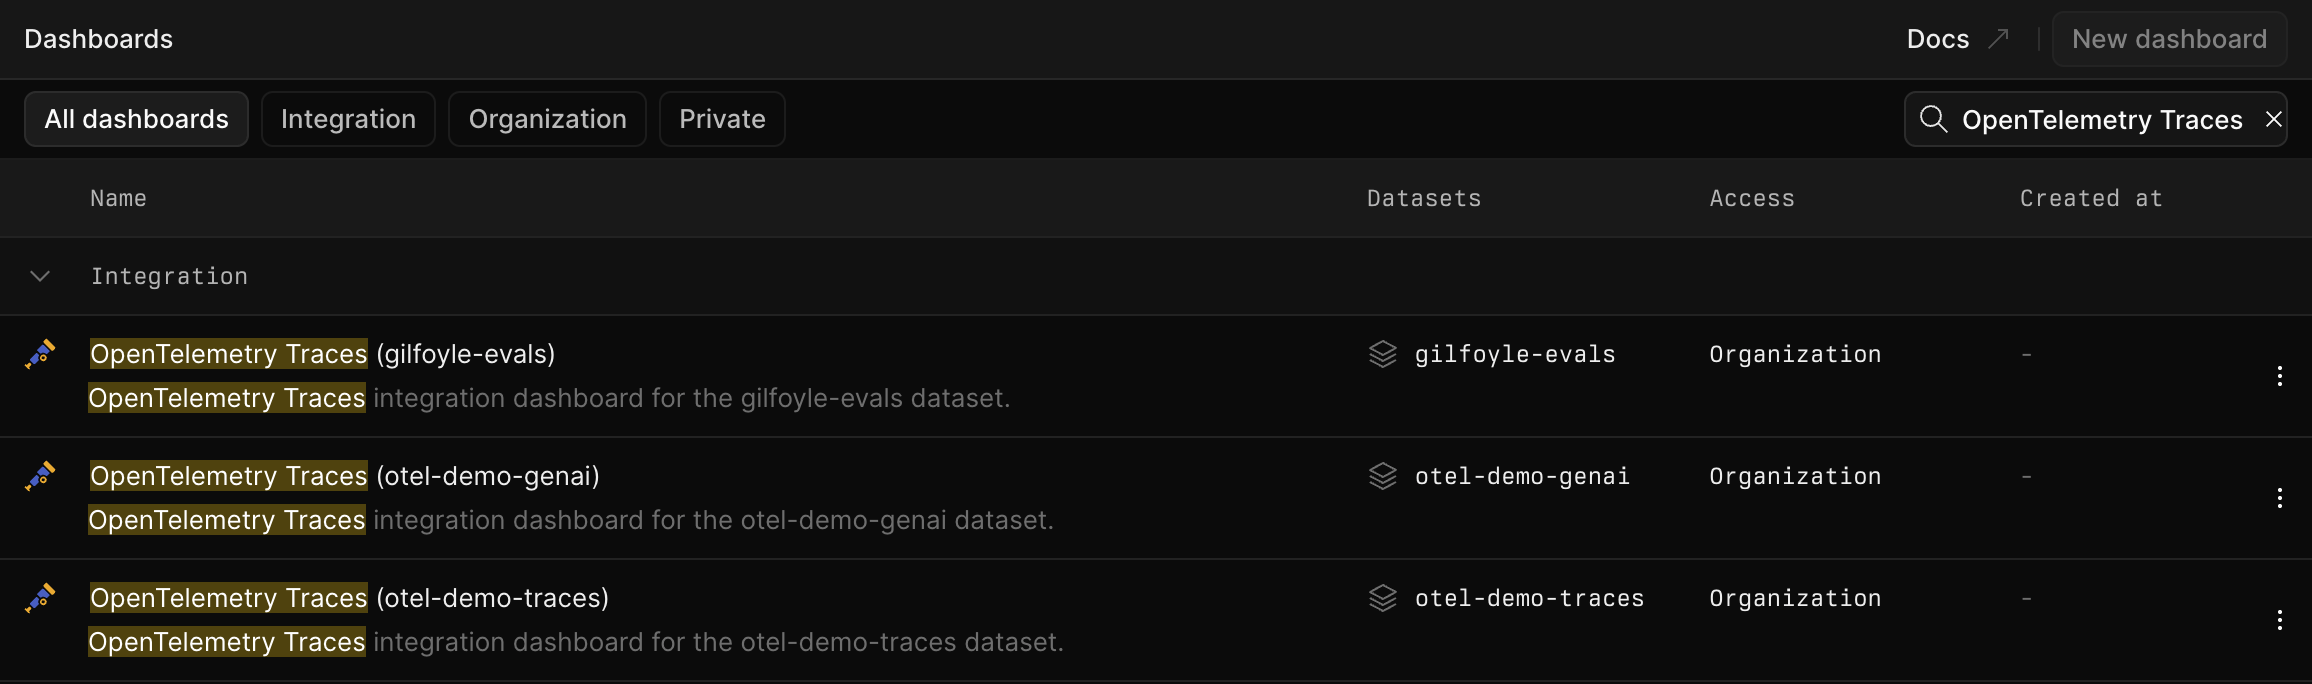 Dashboards
Docs
New dashboard
All dashboards
Integration
Organization
Private
OpenTelemetry Traces
Name
Datasets
Access
Created at
Integration
OpenTelemetry Traces (gilfoyle-evals)
gilfoyle-evals
Organization
-
OpenTelemetry Traces integration dashboard for the gilfoyle-evals dataset.
OpenTelemetry Traces (otel-demo-genai)
otel-demo-genai
Organization
-
OpenTelemetry Traces integration dashboard for the otel-demo-genai dataset.
OpenTelemetry Traces (otel-demo-traces)
otel-demo-traces
Organization
-
OpenTelemetry Traces integration dashboard for the otel-demo-traces dataset.